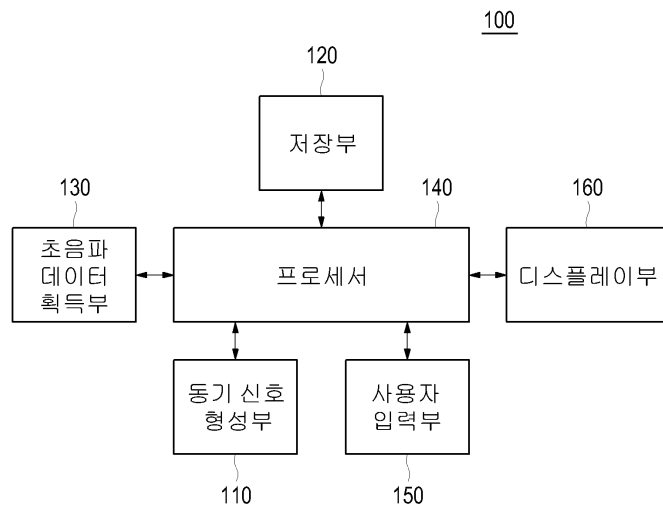 100
120
저장부
130
140
160
초음파
데이터
획득부
프로세서
디스플레이부
동기 신호
형성부
사용자
입력부
110
150